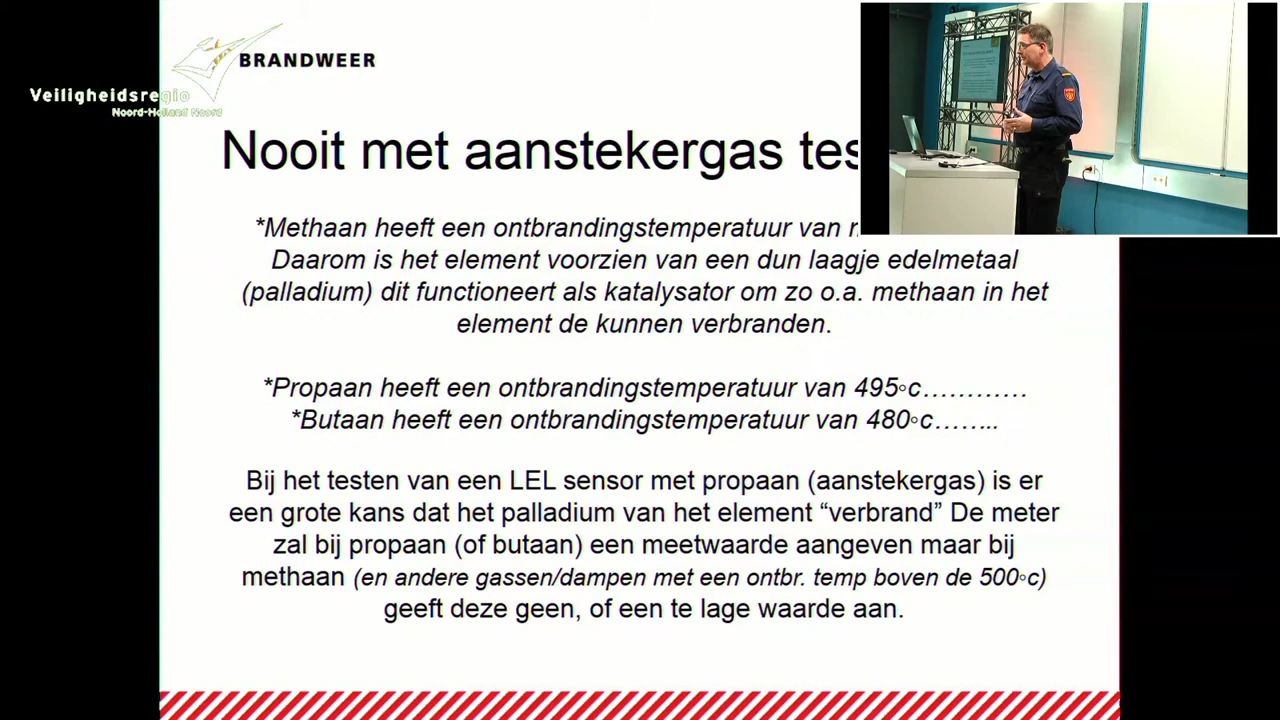 BRANDWEER
Veiligheidsregio
Noord-Holland Noord
Nooit met aanstekergas
*Methaan heeft een ontbrandingstemperatuur van
Daarom is het element voorzien van een dun laagje edelmetaal
(palladium) dit functioneert als katalysator om zo o.a. methaan in het
element de kunnen verbranden.
*Propaan heeft een ontbrandingstemperatuur van 495◦c…………
*Butaan heeft een ontbrandingstemperatuur van 480◦c……..
Bij het testen van een LEL sensor met propaan (aanstekergas) is er
een grote kans dat het palladium van het element “verbrand” De meter
zal bij propaan (of butaan) een meetwaarde aangeven maar bij
methaan (en andere gassen/dampen met een ontbr. temp boven de 500◦c)
geeft deze geen, of een te lage waarde aan.